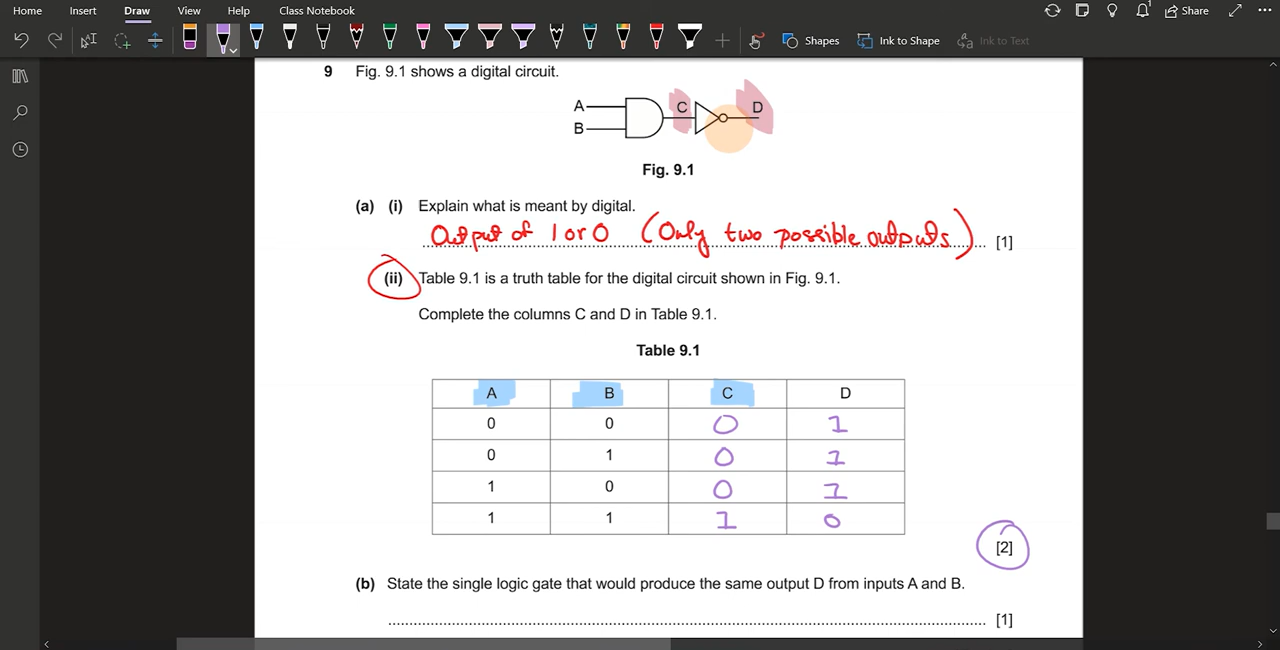 Home Insert Draw View Help Class Notebook Share
Shapes Ink to Shape Ink to Text
9 Fig. 9.1 shows a digital circuit.
A C D
B
Fig. 9.1
(a) (i) Explain what is meant by digital.
Output of 1 or 0 (Only two possible outputs) [1]
(ii) Table 9.1 is a truth table for the digital circuit shown in Fig. 9.1.
Complete the columns C and D in Table 9.1.
Table 9.1
A B C D
0 0 0 1
0 1 0 1
1 0 0 1
1 1 1 0
[2]
(b) State the single logic gate that would produce the same output D from inputs A and B.
[1]